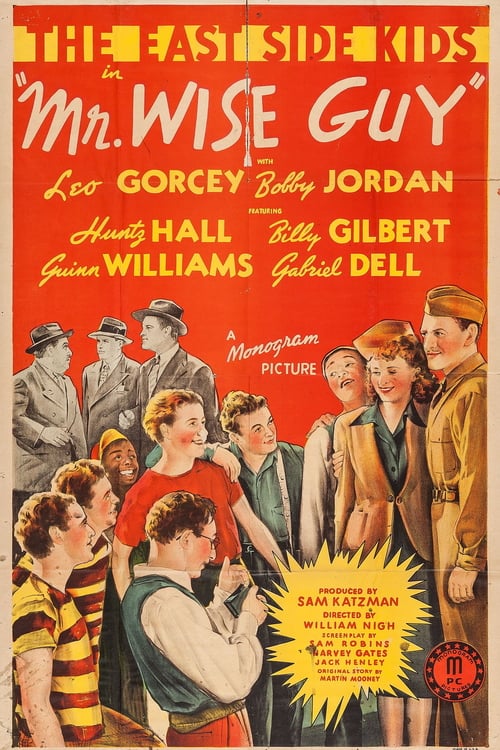 THE EAST SIDE KIDS
in
"Mr. WISE GUY"
WITH
Leo GORCEY Bobby JORDAN
FEATURING
Huntz HALL Billy GILBERT
Guinn WILLIAMS Gabriel DELL
A
Monogram
PICTURE
PRODUCED BY
SAM KATZMAN
DIRECTED BY
WILLIAM NIGH
SCREENPLAY BY
SAM ROBINS
HARVEY GATES
JACK HENLEY
ORIGINAL STORY BY
MARTIN MOONEY
MONOGRAM
M
PC
PICTURES